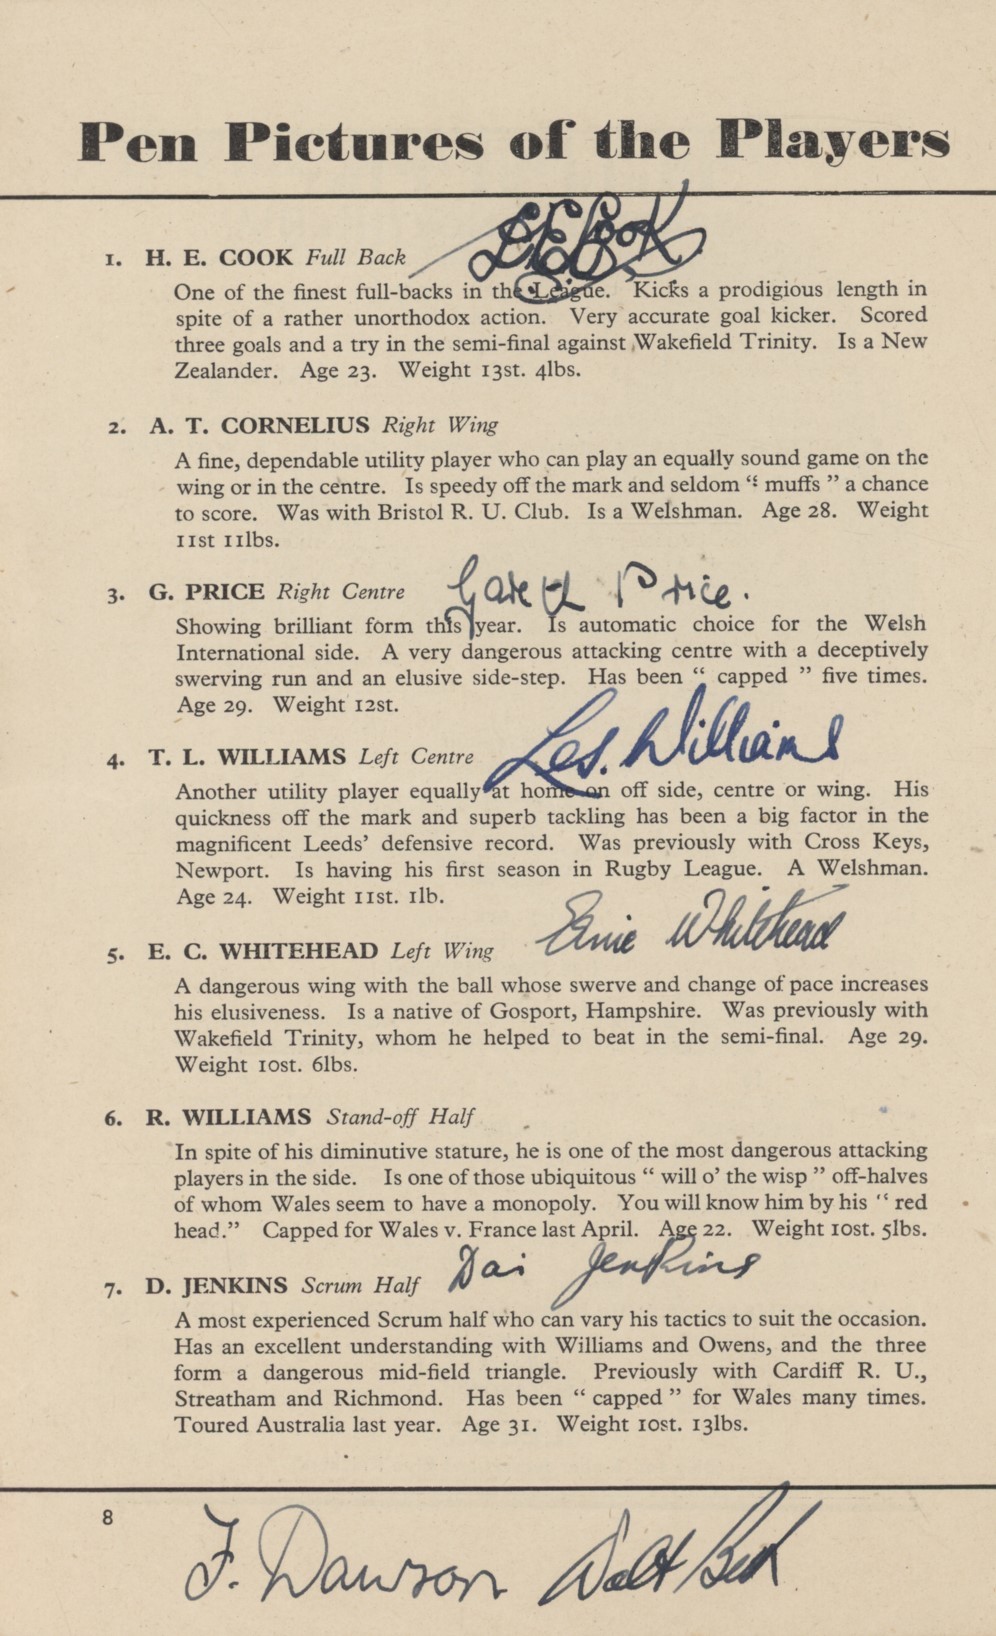 Pen Pictures of the Players
H E Cook
1. H. E. COOK Full Back
One of the finest full-backs in the League. Kicks a prodigious length in
spite of a rather unorthodox action. Very accurate goal kicker. Scored
three goals and a try in the semi-final against Wakefield Trinity. Is a New
Zealander. Age 23. Weight 13st. 4lbs.
2. A. T. CORNELIUS Right Wing
A fine, dependable utility player who can play an equally sound game on the
wing or in the centre. Is speedy off the mark and seldom “ muffs ” a chance
to score. Was with Bristol R. U. Club. Is a Welshman. Age 28. Weight
11st 11lbs.
3. G. PRICE Right Centre Gareth Price.
Showing brilliant form this year. Is automatic choice for the Welsh
International side. A very dangerous attacking centre with a deceptively
swerving run and an elusive side-step. Has been “ capped ” five times.
Age 29. Weight 12st.
4. T. L. WILLIAMS Left Centre Les. Williams
Another utility player equally at home on off side, centre or wing. His
quickness off the mark and superb tackling has been a big factor in the
magnificent Leeds’ defensive record. Was previously with Cross Keys,
Newport. Is having his first season in Rugby League. A Welshman.
Age 24. Weight 11st. 1lb.
Ernie Whitehead
5. E. C. WHITEHEAD Left Wing
A dangerous wing with the ball whose swerve and change of pace increases
his elusiveness. Is a native of Gosport, Hampshire. Was previously with
Wakefield Trinity, whom he helped to beat in the semi-final. Age 29.
Weight 10st. 6lbs.
6. R. WILLIAMS Stand-off Half
In spite of his diminutive stature, he is one of the most dangerous attacking
players in the side. Is one of those ubiquitous “ will o’ the wisp ” off-halves
of whom Wales seem to have a monopoly. You will know him by his “ red
head.” Capped for Wales v. France last April. Age 22. Weight 10st. 5lbs.
Dai Jenkins
7. D. JENKINS Scrum Half
A most experienced Scrum half who can vary his tactics to suit the occasion.
Has an excellent understanding with Williams and Owens, and the three
form a dangerous mid-field triangle. Previously with Cardiff R. U.,
Streatham and Richmond. Has been “ capped ” for Wales many times.
Toured Australia last year. Age 31. Weight 10st. 13lbs.
8
F. Dawson Walt